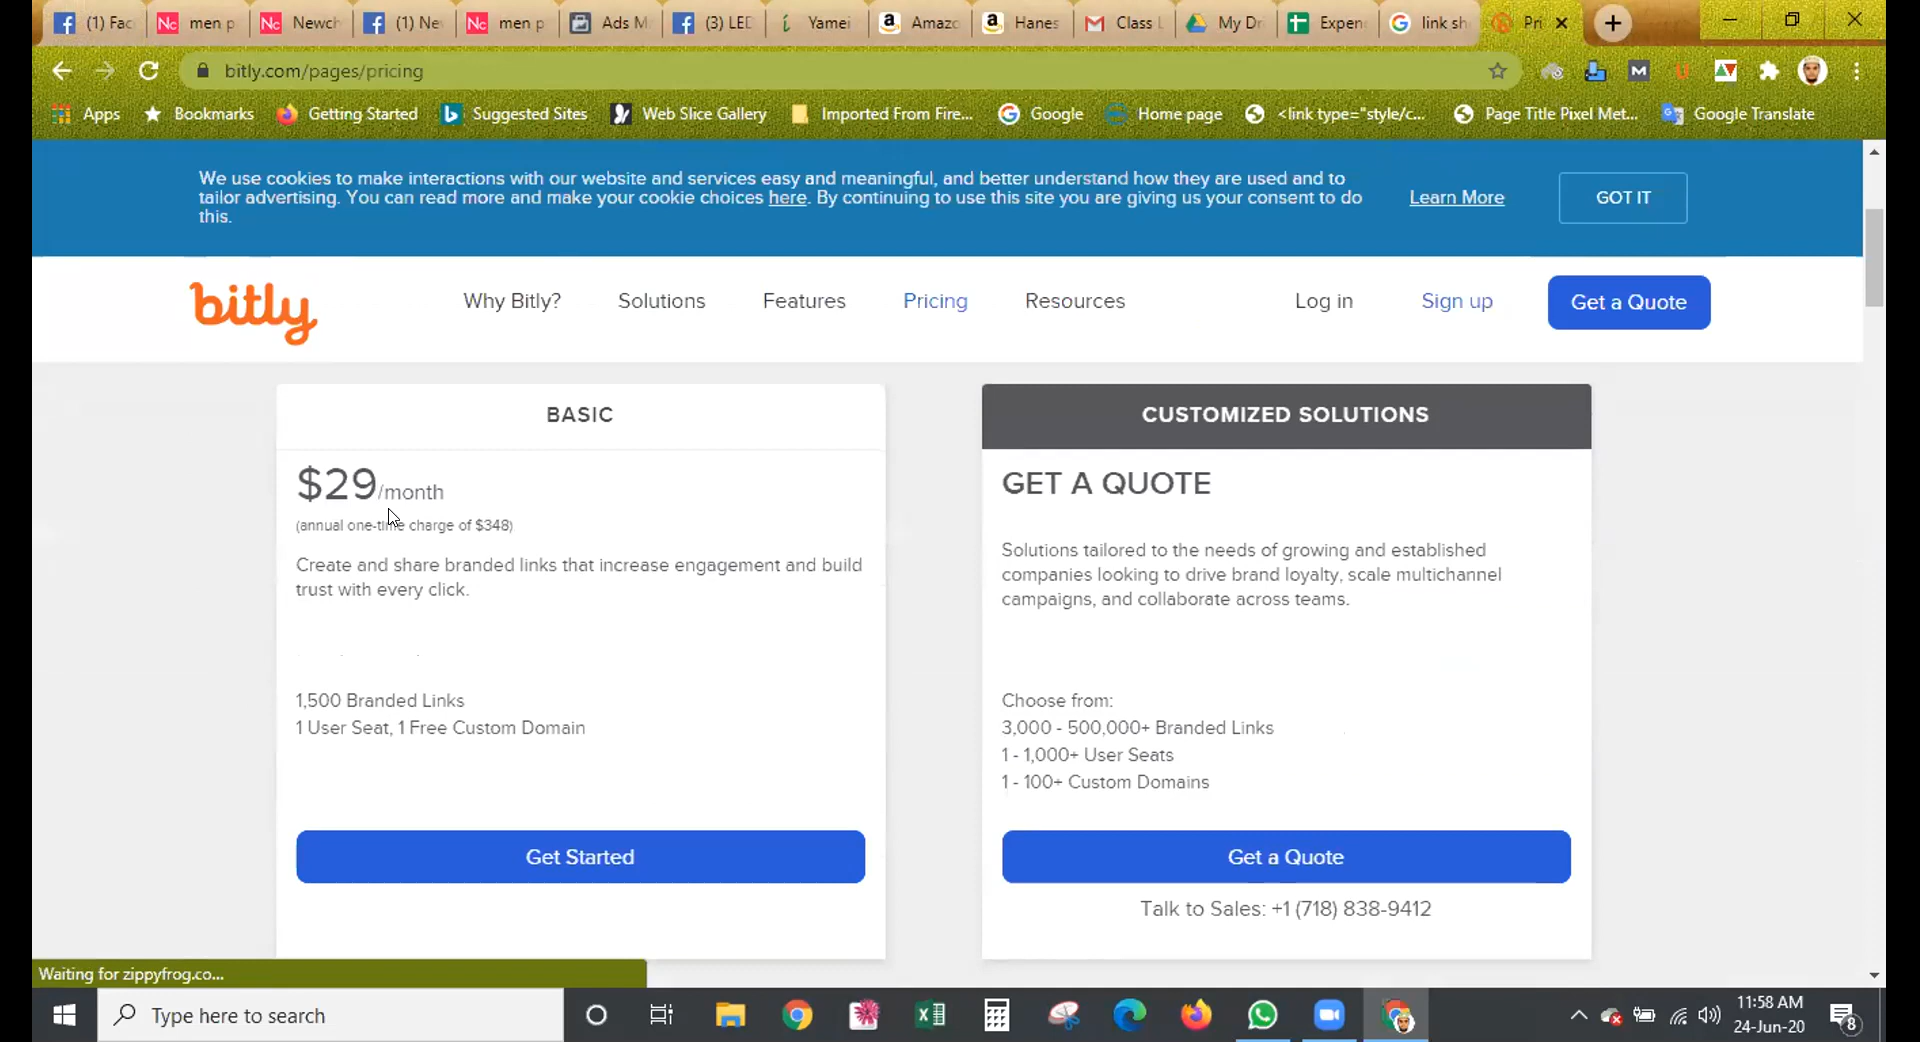 (1) Fac
men p
Newch
(1) Ne
men p
Ads M
(3) LED
Yamei
Amazo
Hanes
Class L
My Dri
Expen
link sh
Pri
bitly.com/pages/pricing
Apps
Bookmarks
Getting Started
Suggested Sites
Web Slice Gallery
Imported From Fire...
Google
Home page
<link type="style/c...
Page Title Pixel Met...
Google Translate
We use cookies to make interactions with our website and services easy and meaningful, and better understand how they are used and to
tailor advertising. You can read more and make your cookie choices here. By continuing to use this site you are giving us your consent to do
this.
Learn More
GOT IT
bitly
Why Bitly?
Solutions
Features
Pricing
Resources
Log in
Sign up
Get a Quote
BASIC
$29/month
(annual one-time charge of $348)
Create and share branded links that increase engagement and build
trust with every click.
1,500 Branded Links
1 User Seat, 1 Free Custom Domain
Get Started
CUSTOMIZED SOLUTIONS
GET A QUOTE
Solutions tailored to the needs of growing and established
companies looking to drive brand loyalty, scale multichannel
campaigns, and collaborate across teams.
Choose from:
3,000 - 500,000+ Branded Links
1 - 1,000+ User Seats
1 - 100+ Custom Domains
Get a Quote
Talk to Sales: +1 (718) 838-9412
Waiting for zippyfrog.co...
Type here to search
11:58 AM
24-Jun-20
8